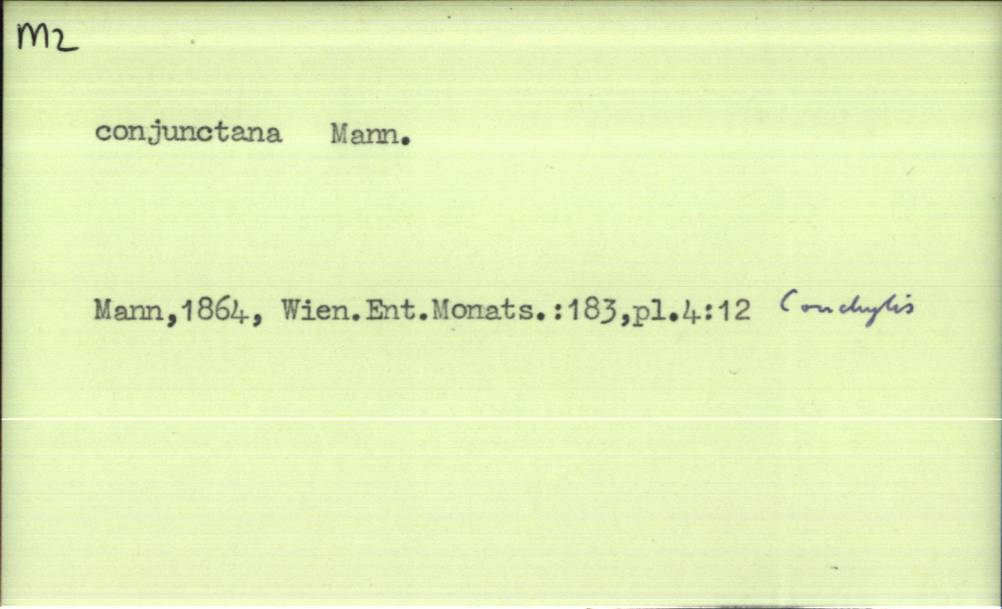 M2
conjunctana Mann.
Mann,1864, Wien.Ent.Monats.:183,pl.4:12 Conchylis